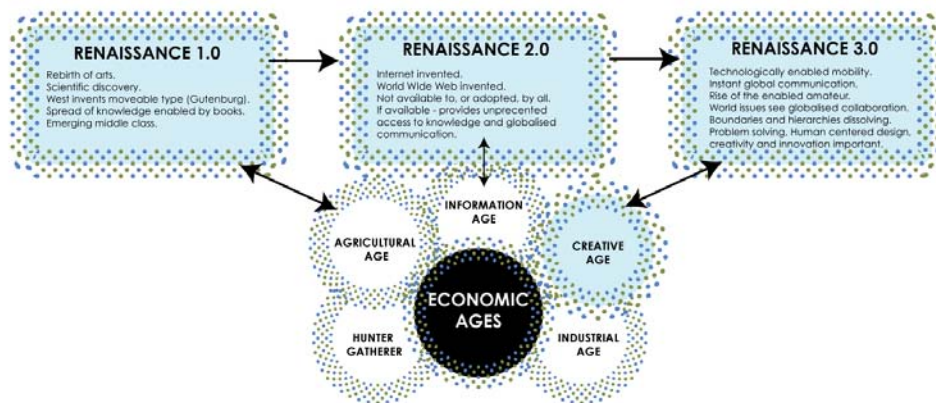 RENAISSANCE 1.0
Rebirth of arts.
Scientific discovery.
West invents moveable type (Gutenburg).
Spread of knowledge enabled by books.
Emerging middle class.
RENAISSANCE 2.0
Internet invented.
World Wide Web invented.
Not available to, or adopted, by all.
If available - provides unprecented
access to knowledge and globalised
communication.
RENAISSANCE 3.0
Technologically enabled mobility.
Instant global communication.
Rise of the enabled amateur.
World issues see globalised collaboration.
Boundaries and hierarchies dissolving.
Problem solving. Human centered design,
creativity and innovation important.
INFORMATION
AGE
AGRICULTURAL
AGE
CREATIVE
AGE
ECONOMIC
AGES
HUNTER
GATHERER
INDUSTRIAL
AGE